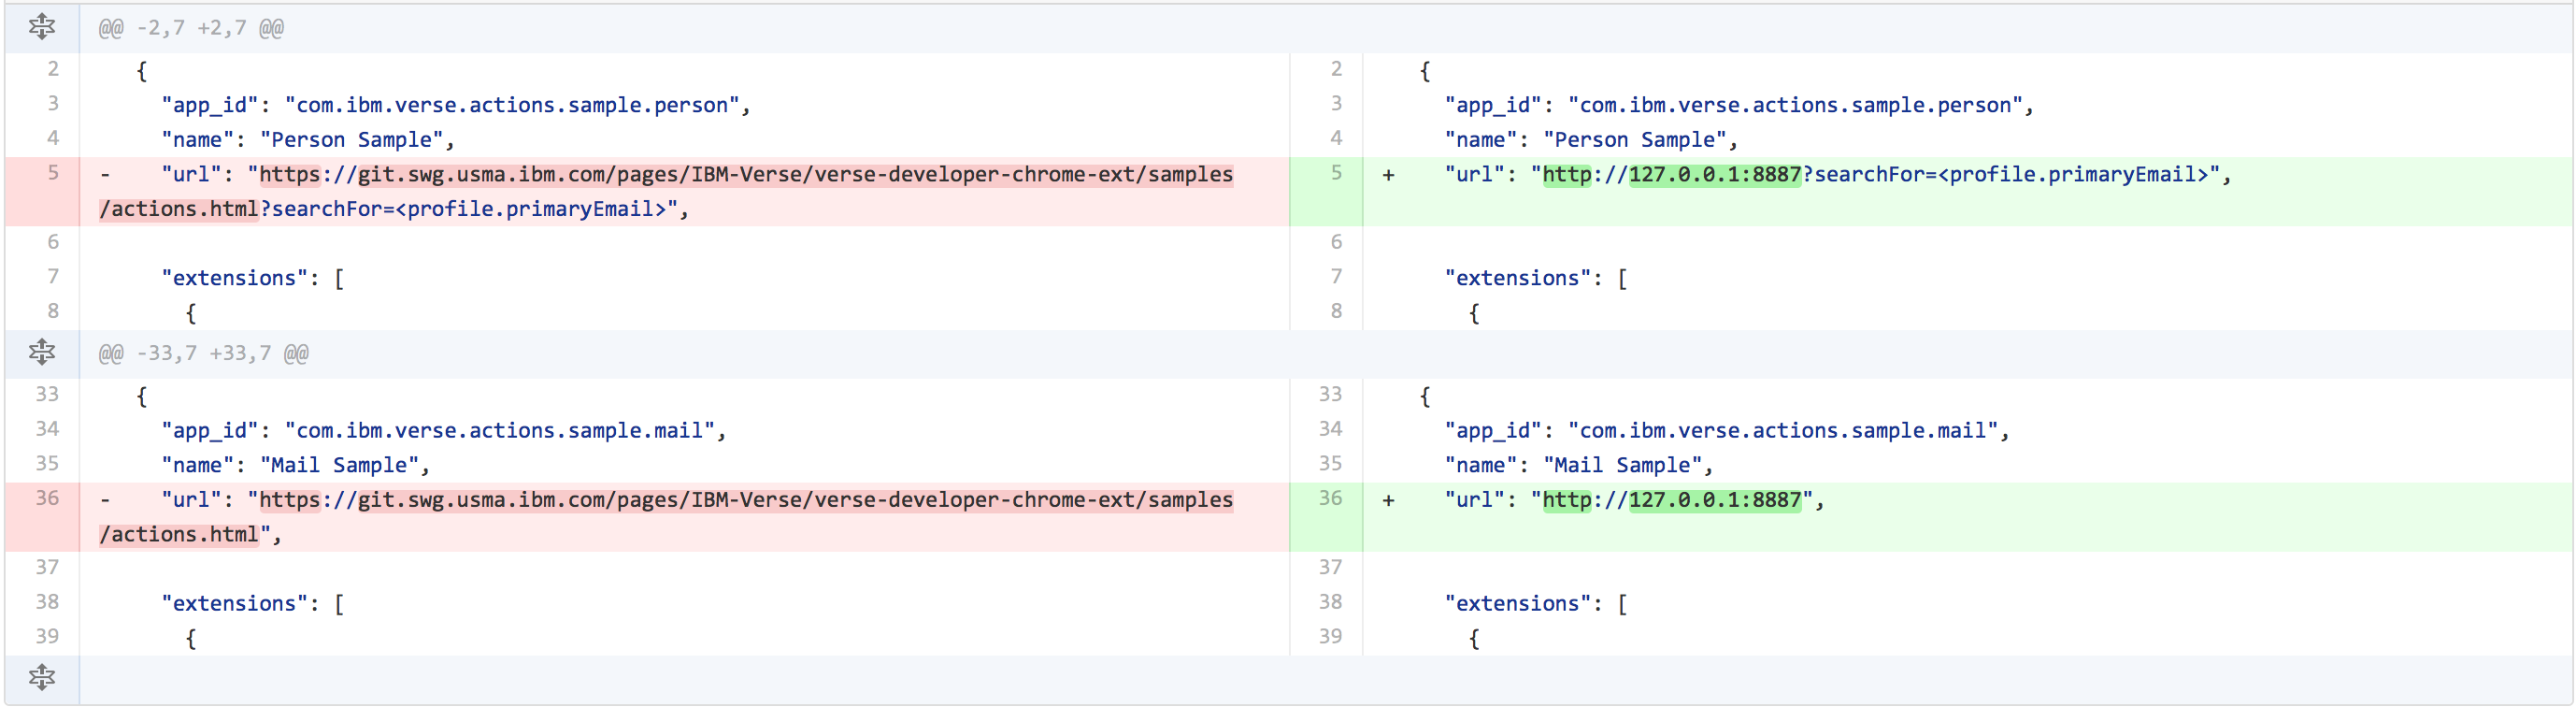 @@ -2,7 +2,7 @@
2 {
3 "app_id": "com.ibm.verse.actions.sample.person",
4 "name": "Person Sample",
5 - "url": "https://git.swg.usma.ibm.com/pages/IBM-Verse/verse-developer-chrome-ext/samples
/actions.html?searchFor=<profile.primaryEmail>",
6
7 "extensions": [
8 {
2 {
3 "app_id": "com.ibm.verse.actions.sample.person",
4 "name": "Person Sample",
5 + "url": "http://127.0.0.1:8887?searchFor=<profile.primaryEmail>",
6
7 "extensions": [
8 {
@@ -33,7 +33,7 @@
33 {
34 "app_id": "com.ibm.verse.actions.sample.mail",
35 "name": "Mail Sample",
36 - "url": "https://git.swg.usma.ibm.com/pages/IBM-Verse/verse-developer-chrome-ext/samples
/actions.html",
37
38 "extensions": [
39 {
33 {
34 "app_id": "com.ibm.verse.actions.sample.mail",
35 "name": "Mail Sample",
36 + "url": "http://127.0.0.1:8887",
37
38 "extensions": [
39 {